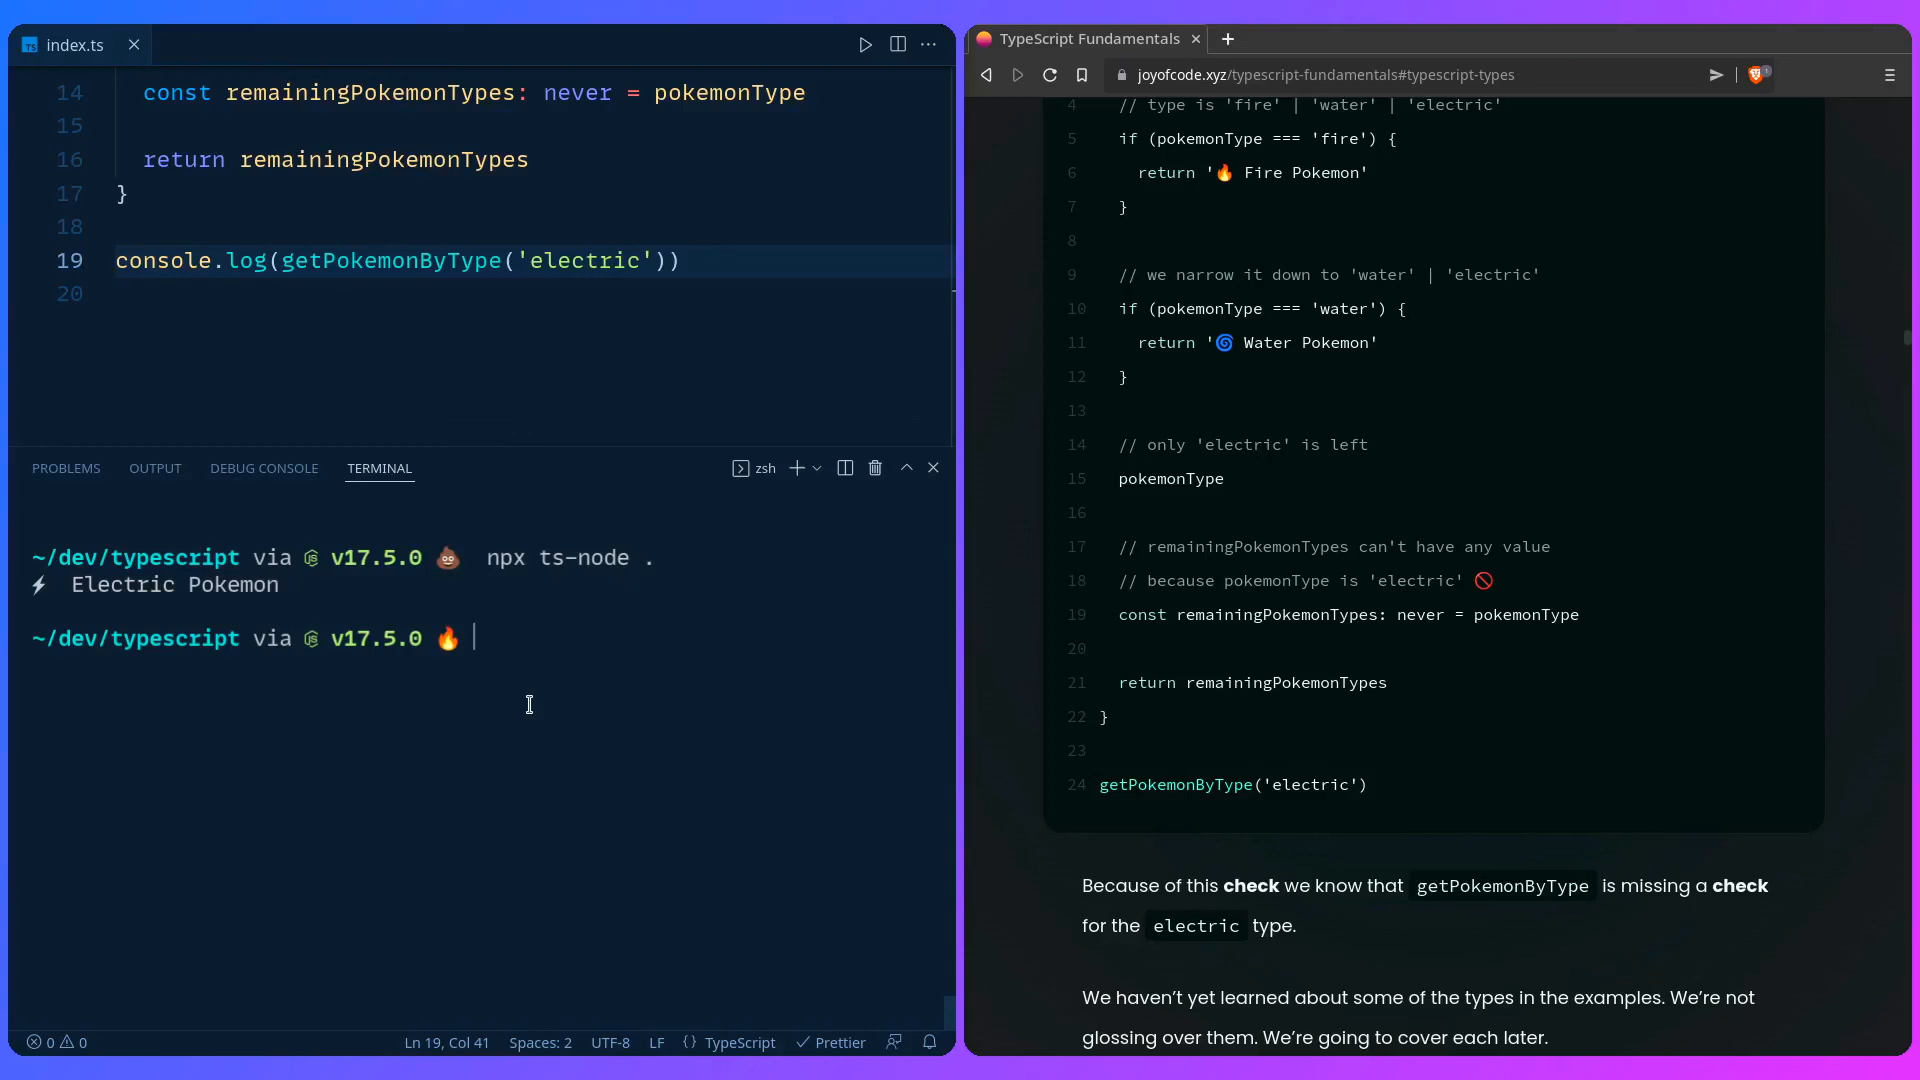 index.ts
14 const remainingPokemonTypes: never = pokemonType
15
16 return remainingPokemonTypes
17 }
18
19 console.log(getPokemonByType('electric'))
20
PROBLEMS OUTPUT DEBUG CONSOLE TERMINAL zsh
~/dev/typescript via v17.5.0 💩 npx ts-node .
⚡ Electric Pokemon
~/dev/typescript via v17.5.0 🔥
0 0 Ln 19, Col 41 Spaces: 2 UTF-8 LF {} TypeScript Prettier
TypeScript Fundamentals
joyofcode.xyz/typescript-fundamentals#typescript-types
4 // type is 'fire' | 'water' | 'electric'
5 if (pokemonType === 'fire') {
6 return '🔥 Fire Pokemon'
7 }
8
9 // we narrow it down to 'water' | 'electric'
10 if (pokemonType === 'water') {
11 return '🌀 Water Pokemon'
12 }
13
14 // only 'electric' is left
15 pokemonType
16
17 // remainingPokemonTypes can't have any value
18 // because pokemonType is 'electric' 🚫
19 const remainingPokemonTypes: never = pokemonType
20
21 return remainingPokemonTypes
22 }
23
24 getPokemonByType('electric')
Because of this check we know that getPokemonByType is missing a check
for the electric type.
We haven’t yet learned about some of the types in the examples. We’re not
glossing over them. We’re going to cover each later.